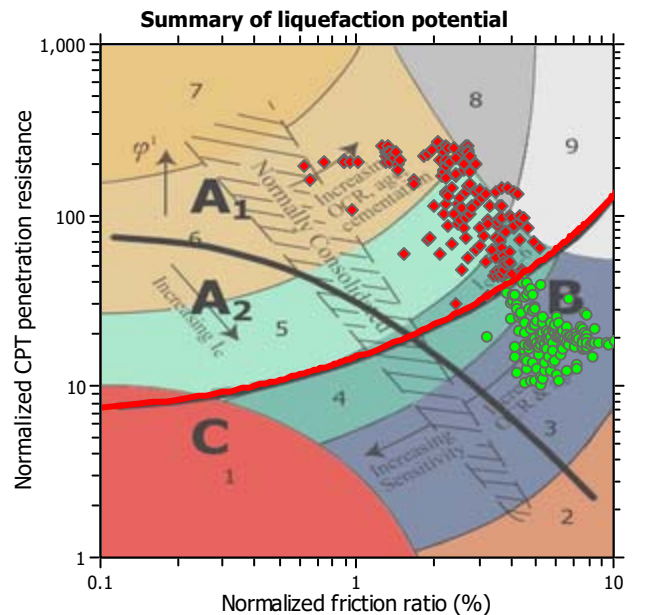 Summary of liquefaction potential
Normalized CPT penetration resistance
1,000
100
10
1
7
8
9
φ'
A1
Increasing
OCR, age
cementation
Normally Consolidated
6
A2
Increasing Ic
5
B
4
C
1
Increasing
Sensitivity
3
2
0.1
1
10
Normalized friction ratio (%)